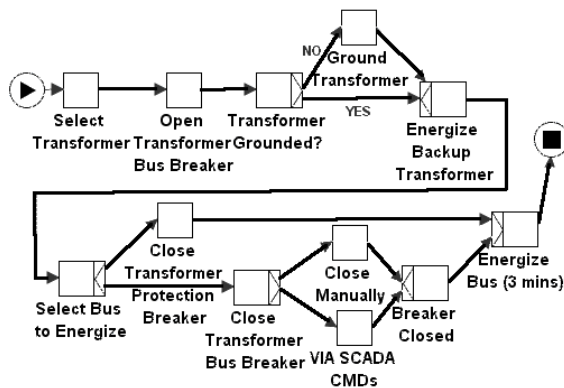 NO
Ground
Transformer
YES
Select
Transformer
Open
Transformer
Bus Breaker
Transformer
Grounded?
Energize
Backup
Transformer
Close
Transformer
Protection
Breaker
Close
Manually
Energize
Bus (3 mins)
Select Bus
to Energize
Close
Transformer
Bus Breaker
Breaker
Closed
VIA SCADA
CMDs